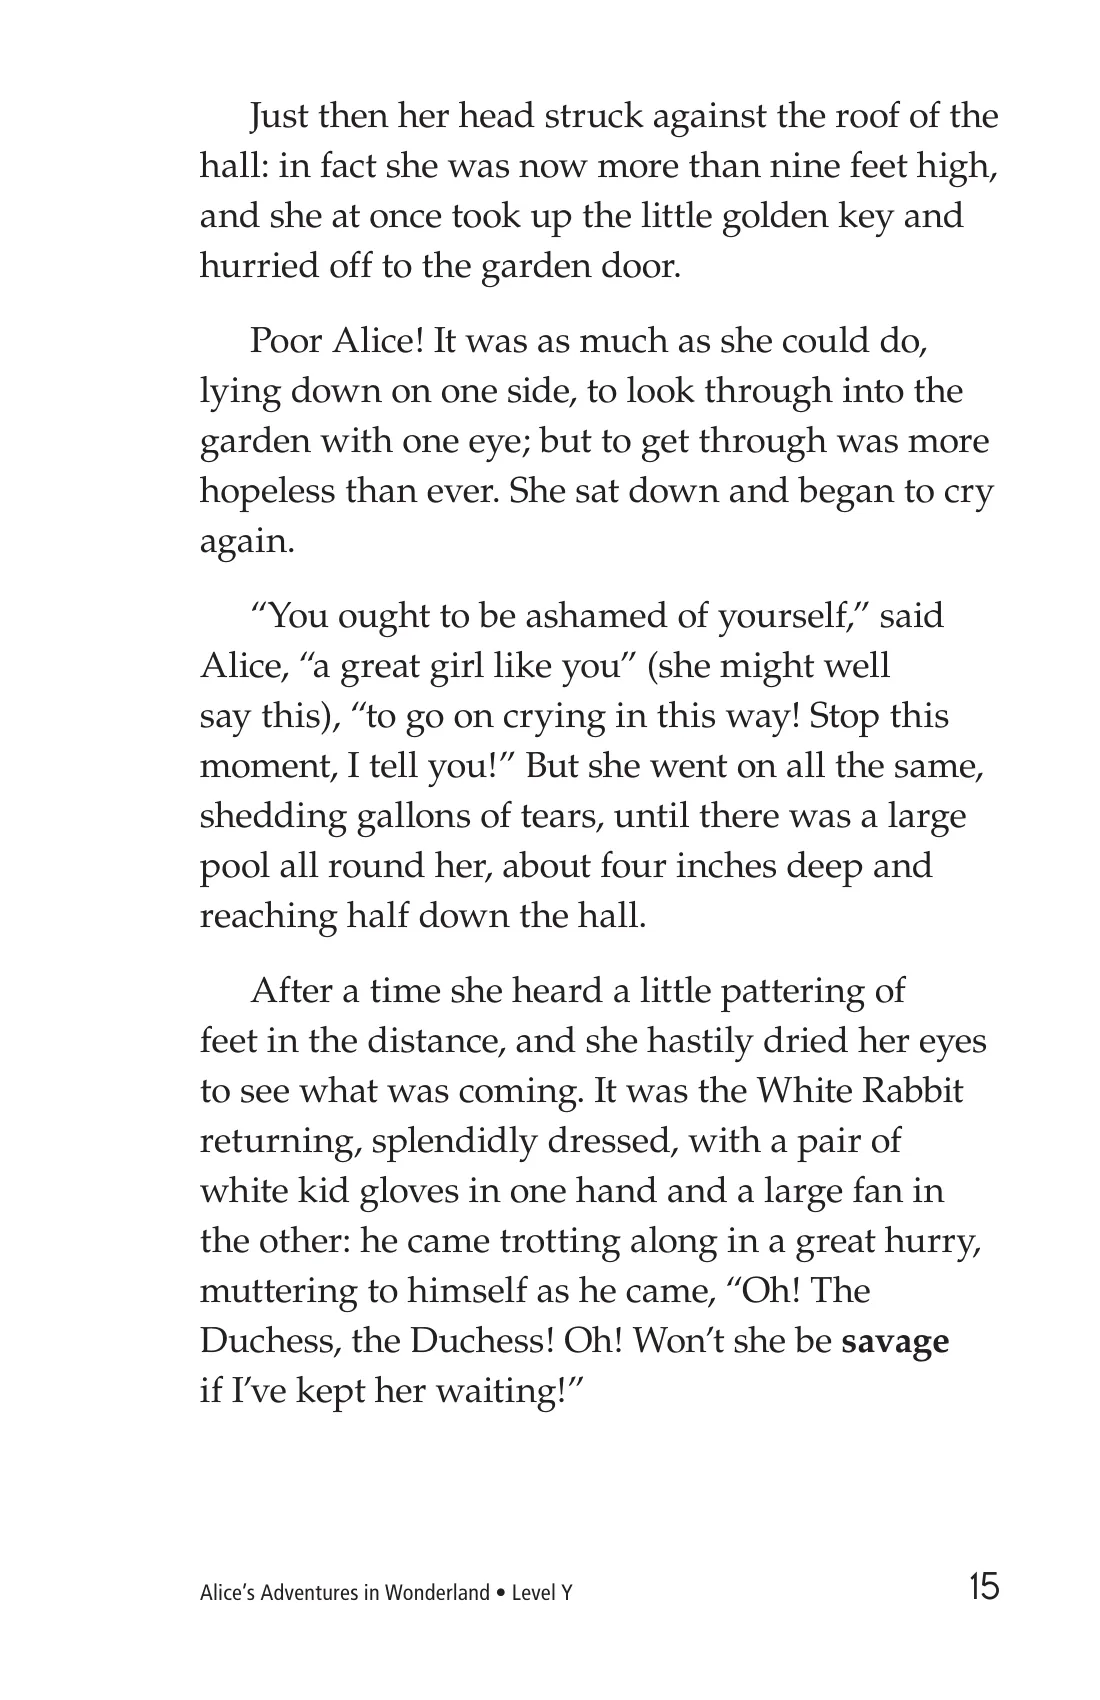 Just then her head struck against the roof of the
hall: in fact she was now more than nine feet high,
and she at once took up the little golden key and
hurried off to the garden door.
Poor Alice! It was as much as she could do,
lying down on one side, to look through into the
garden with one eye; but to get through was more
hopeless than ever. She sat down and began to cry
again.
“You ought to be ashamed of yourself,” said
Alice, “a great girl like you” (she might well
say this), “to go on crying in this way! Stop this
moment, I tell you!” But she went on all the same,
shedding gallons of tears, until there was a large
pool all round her, about four inches deep and
reaching half down the hall.
After a time she heard a little pattering of
feet in the distance, and she hastily dried her eyes
to see what was coming. It was the White Rabbit
returning, splendidly dressed, with a pair of
white kid gloves in one hand and a large fan in
the other: he came trotting along in a great hurry,
muttering to himself as he came, “Oh! The
Duchess, the Duchess! Oh! Won’t she be savage
if I’ve kept her waiting!”
Alice’s Adventures in Wonderland • Level Y
15